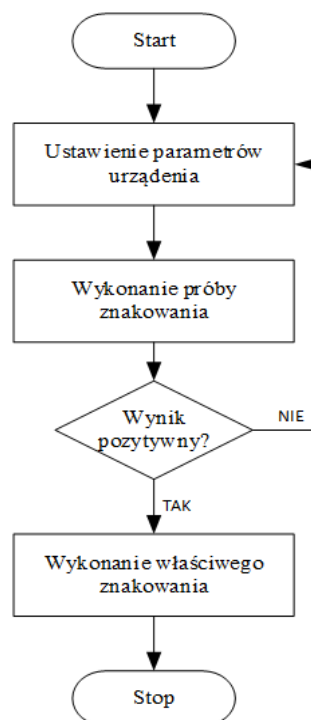 Start
Ustawienie parametrów
urządenia
Wykonanie próby
znakowania
Wynik
pozytywny?
NIE
TAK
Wykonanie właściwego
znakowania
Stop